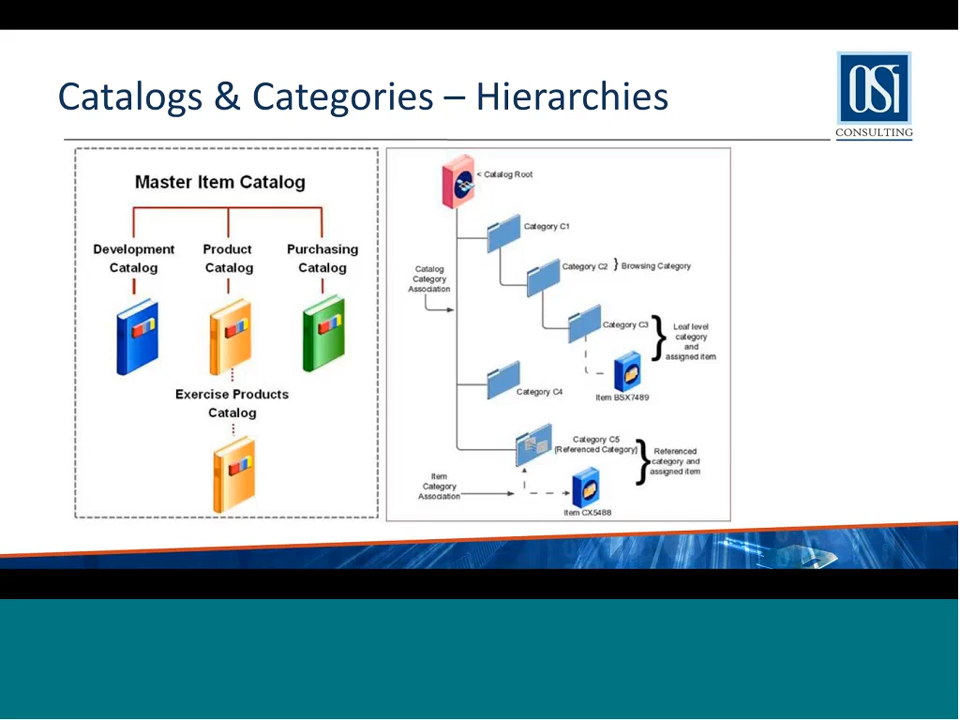 Catalogs & Categories – Hierarchies
OSI
CONSULTING
Master Item Catalog
Development
Catalog
Product
Catalog
Purchasing
Catalog
Exercise Products
Catalog
< Catalog Root
Category C1
Category C2 } Browsing Category
Catalog
Category
Association
Category C3
Leaf level
category
and
assigned item
Item BSX7489
Category C4
Category C5
(Referenced Category)
Referenced
category and
assigned item
Item
Category
Association
Item CX5488